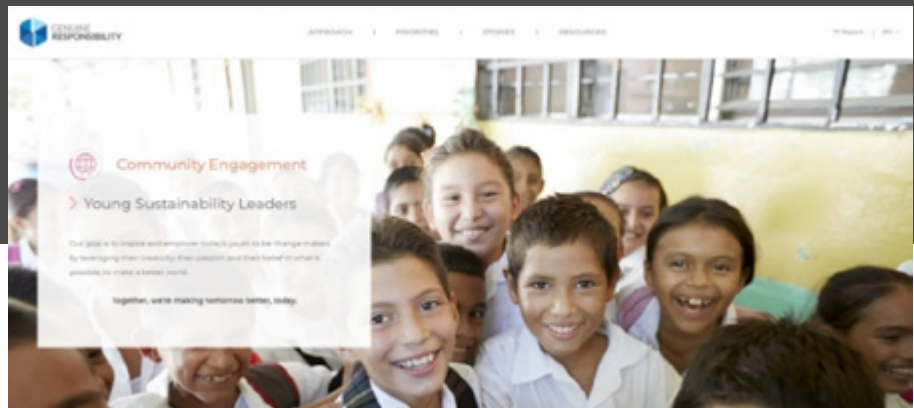 GENUINE
RESPONSIBILITY
APPROACH | PRIORITIES | STORIES | RESOURCES
EN
Community Engagement
> Young Sustainability Leaders
Our goal is to inspire and empower today's youth to be change-makers
by leveraging their creativity, their passion and their belief in what is
possible to make a better world.
Together, we're making tomorrow better, today.